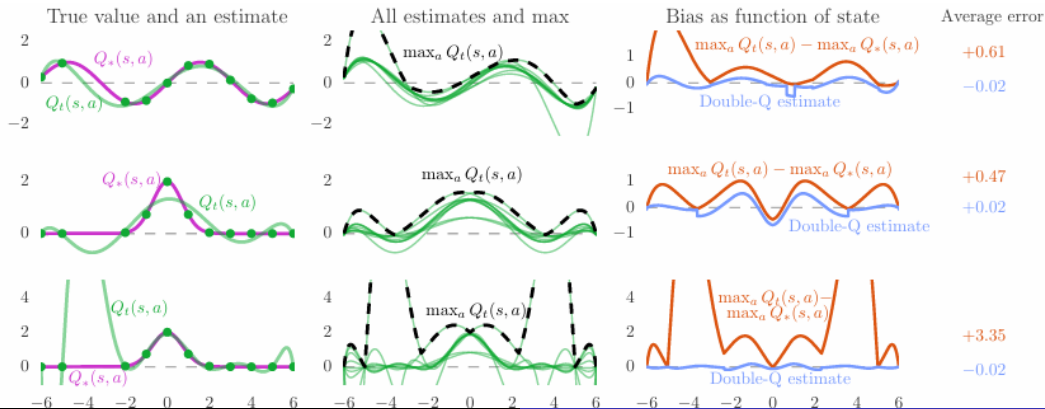 True value and an estimate
All estimates and max
Bias as function of state
Average error
2
0
−2
Q*(s, a)
Qt(s, a)
2
0
−2
maxa Qt(s, a)
1
0
−1
maxa Qt(s, a) − maxa Q*(s, a)
Double-Q estimate
+0.61
−0.02
2
0
Q*(s, a)
Qt(s, a)
2
0
maxa Qt(s, a)
1
0
−1
maxa Qt(s, a) − maxa Q*(s, a)
Double-Q estimate
+0.47
+0.02
4
2
0
Qt(s, a)
Q*(s, a)
−6 −4 −2 0 2 4 6
4
2
0
maxa Qt(s, a)
−6 −4 −2 0 2 4 6
4
2
0
maxa Qt(s, a)−
maxa Q*(s, a)
Double-Q estimate
−6 −4 −2 0 2 4 6
+3.35
−0.02